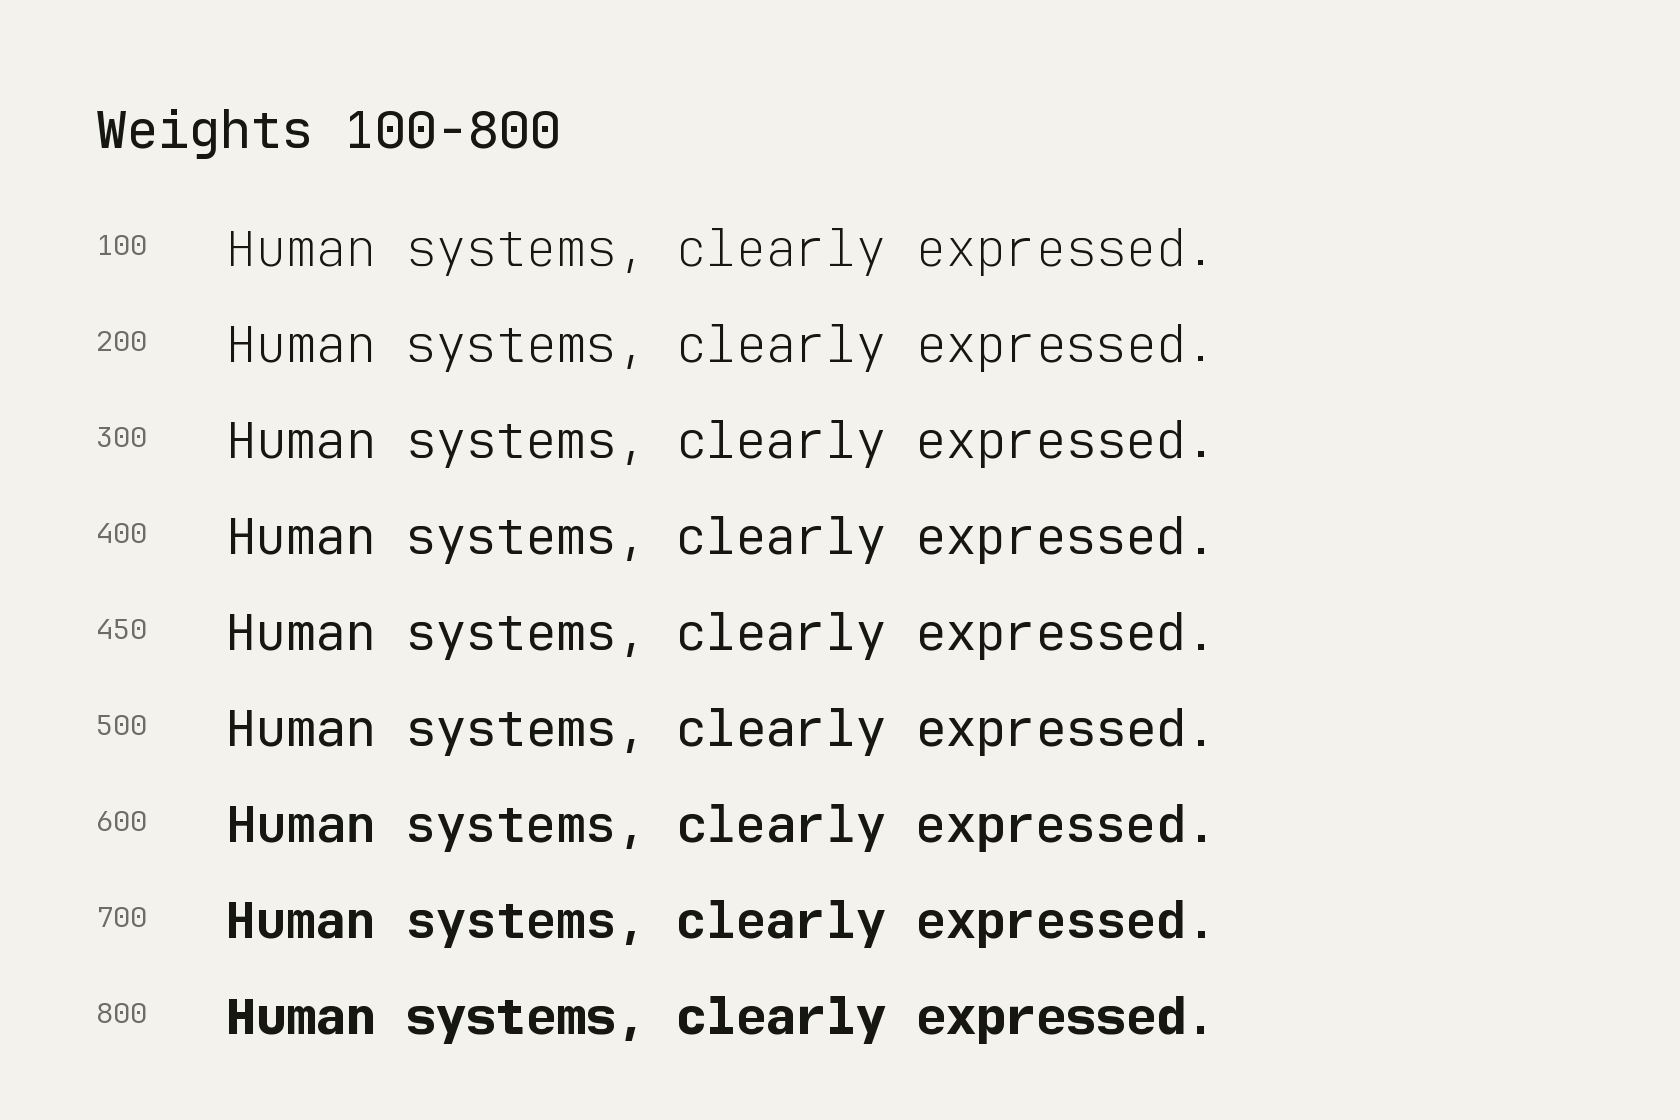 Weights 100-800
100 Human systems, clearly expressed.
200 Human systems, clearly expressed.
300 Human systems, clearly expressed.
400 Human systems, clearly expressed.
450 Human systems, clearly expressed.
500 Human systems, clearly expressed.
600 Human systems, clearly expressed.
700 Human systems, clearly expressed.
800 Human systems, clearly expressed.